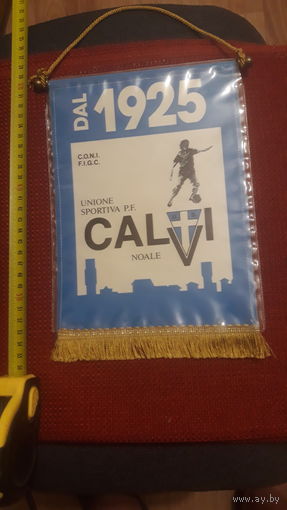 DAL 1925
C.O.N.I.
F.I.G.C.
UNIONE
SPORTIVA P.F.
CALVI
NOALE
www.ay.by